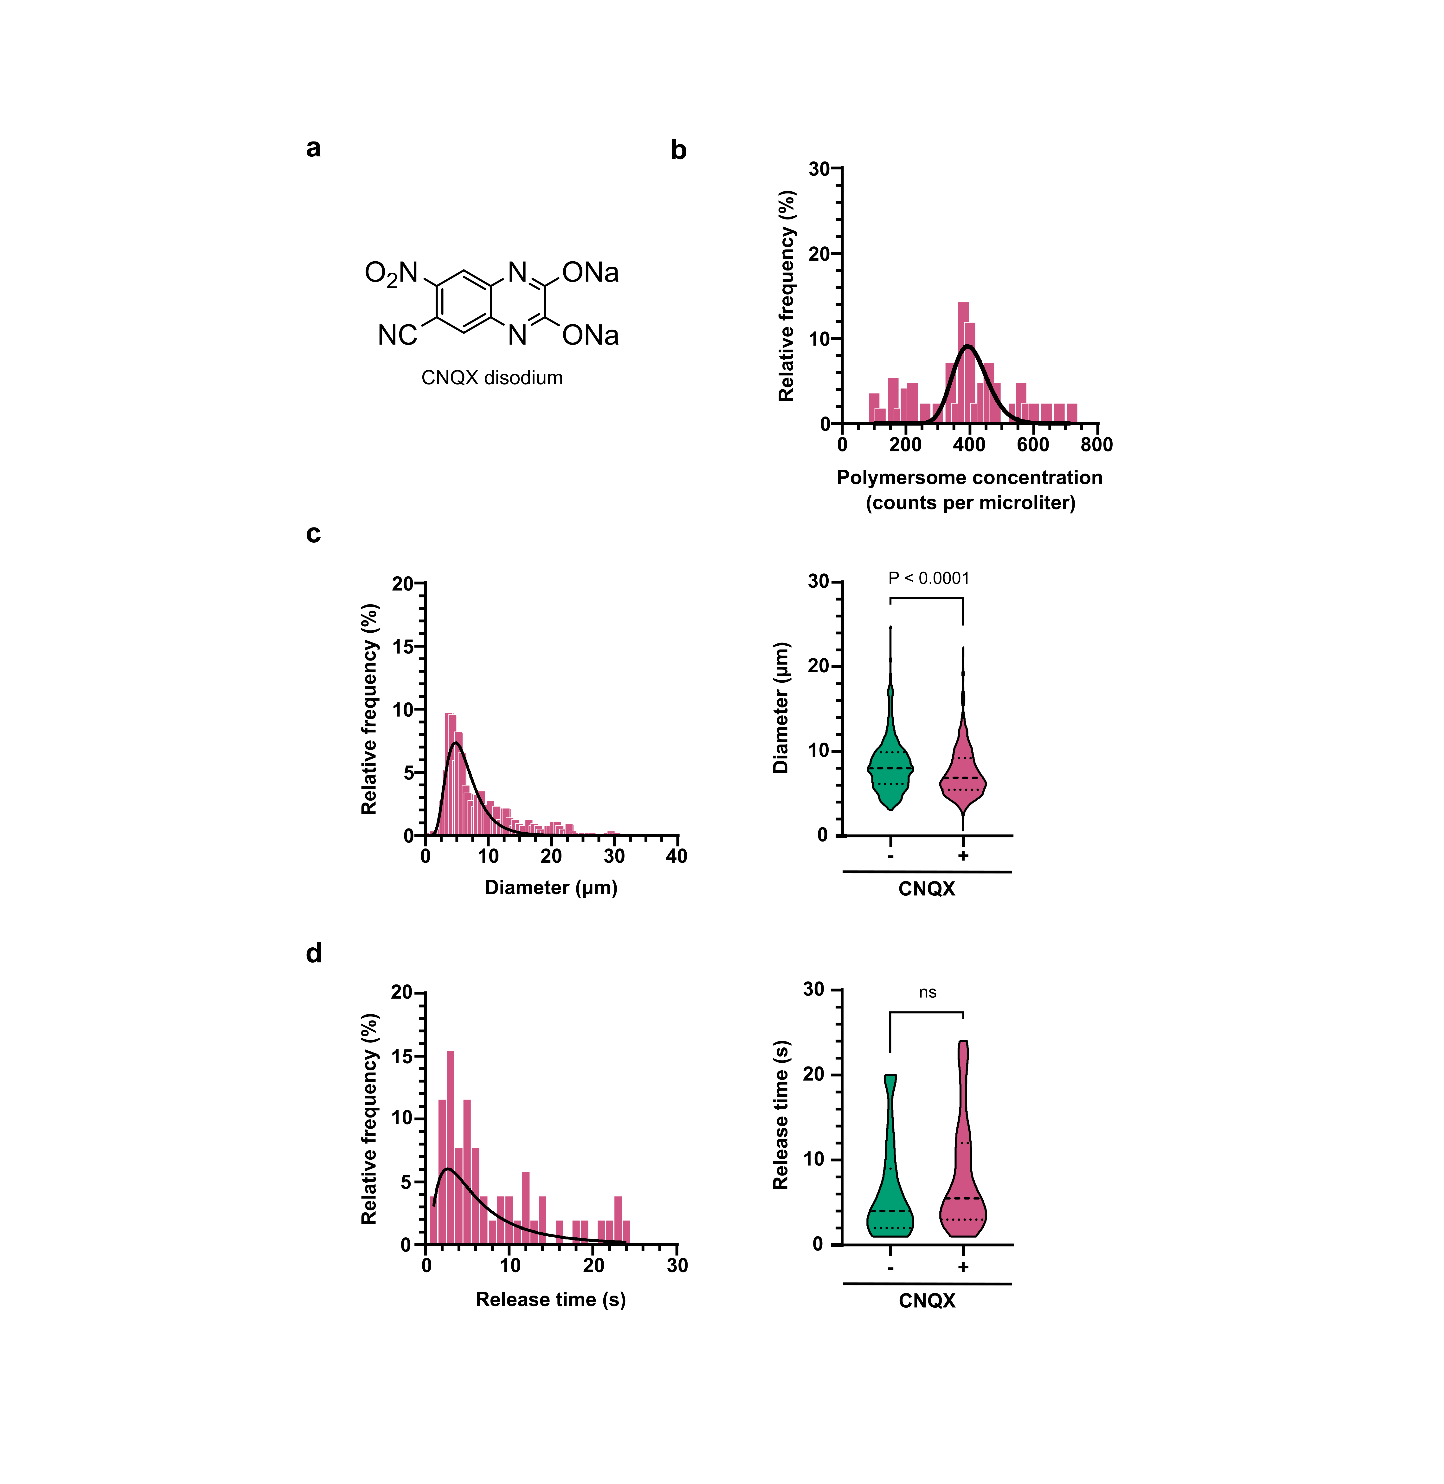 a
O2N
N
ONa
NC
N
ONa
CNQX disodium
b
Relative frequency (%)
30
20
10
0
0 200 400 600 800
Polymersome concentration
(counts per microliter)
c
Relative frequency (%)
20
15
10
5
0
0 10 20 30 40
Diameter (μm)
P < 0.0001
Diameter (μm)
30
20
10
0
- +
CNQX
d
Relative frequency (%)
20
15
10
5
0
0 10 20 30
Release time (s)
ns
Release time (s)
30
20
10
0
- +
CNQX